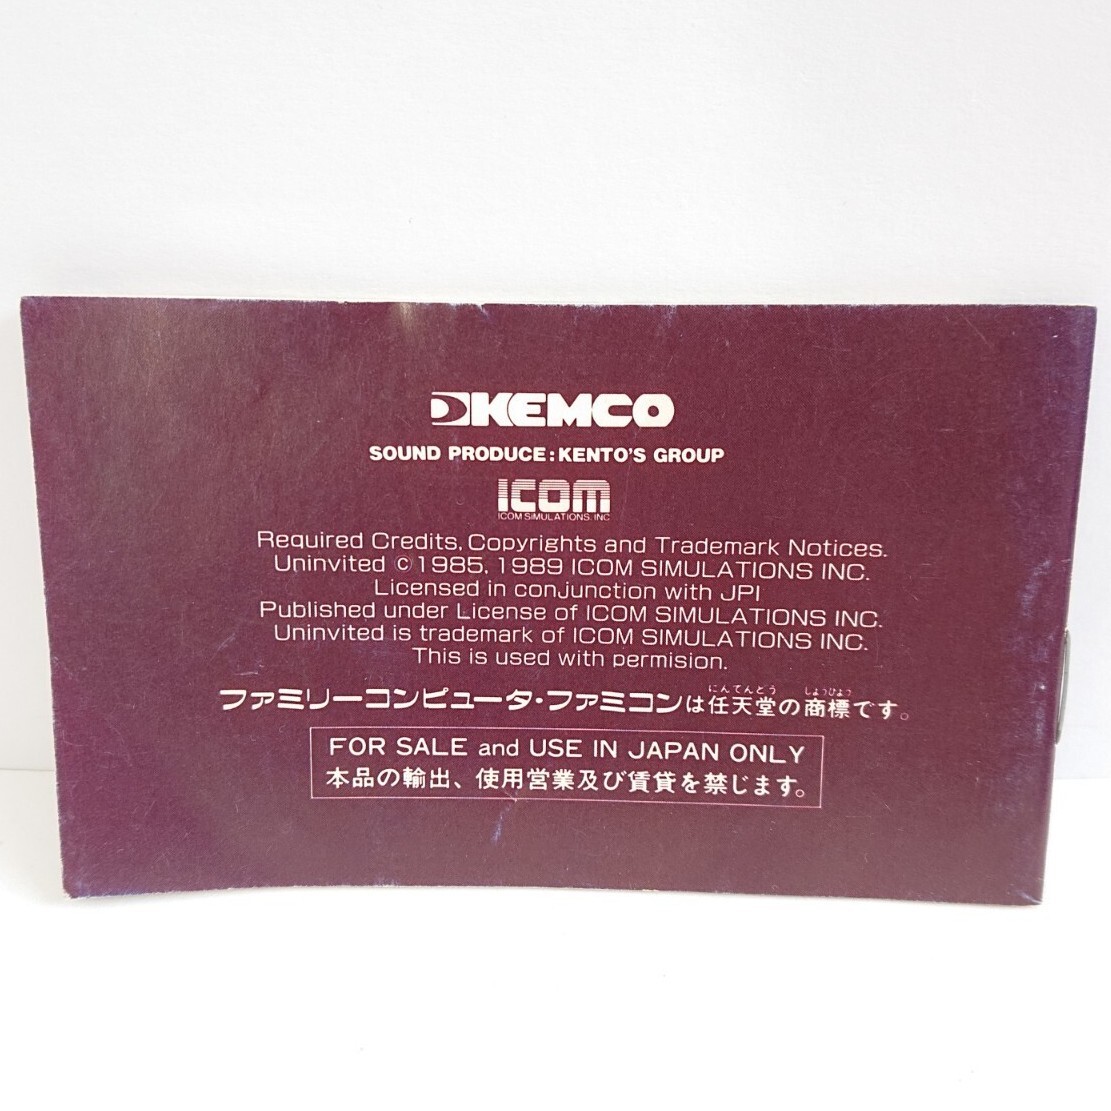 KEMCO
SOUND PRODUCE:KENTO'S GROUP
ICOM
ICOM SIMULATIONS, INC
Required Credits, Copyrights and Trademark Notices.
Uninvited ©1985, 1989 ICOM SIMULATIONS INC.
Licensed in conjunction with JPI
Published under License of ICOM SIMULATIONS INC.
Uninvited is trademark of ICOM SIMULATIONS INC.
This is used with permision.
にんてんどう しょうひょう
ファミリーコンピュータ・ファミコンは任天堂の商標です。
FOR SALE and USE IN JAPAN ONLY
本品の輸出、使用営業及び賃貸を禁じます。